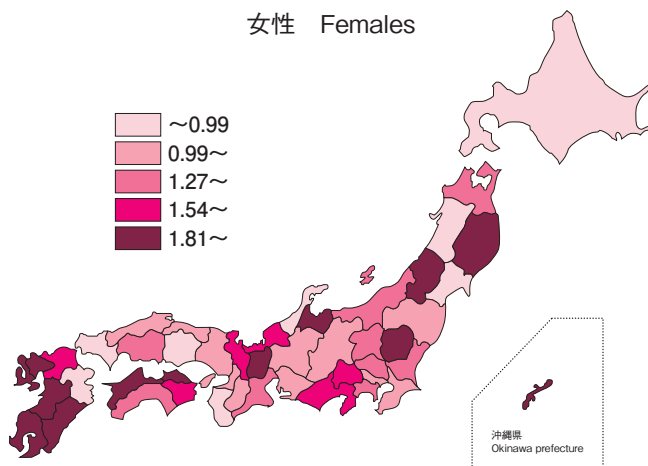 女性 Females
～0.99
0.99～
1.27～
1.54～
1.81～
沖縄県
Okinawa prefecture